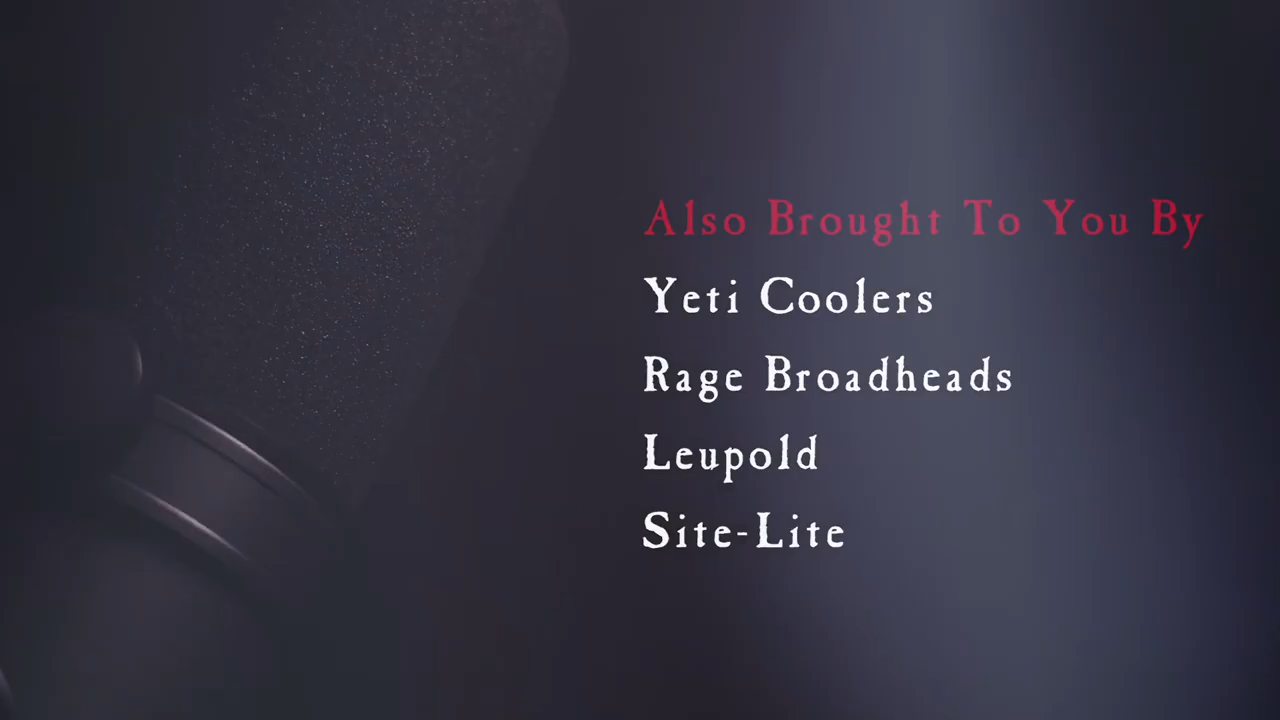 Also Brought To You By
Yeti Coolers
Rage Broadheads
Leupold
Site-Lite